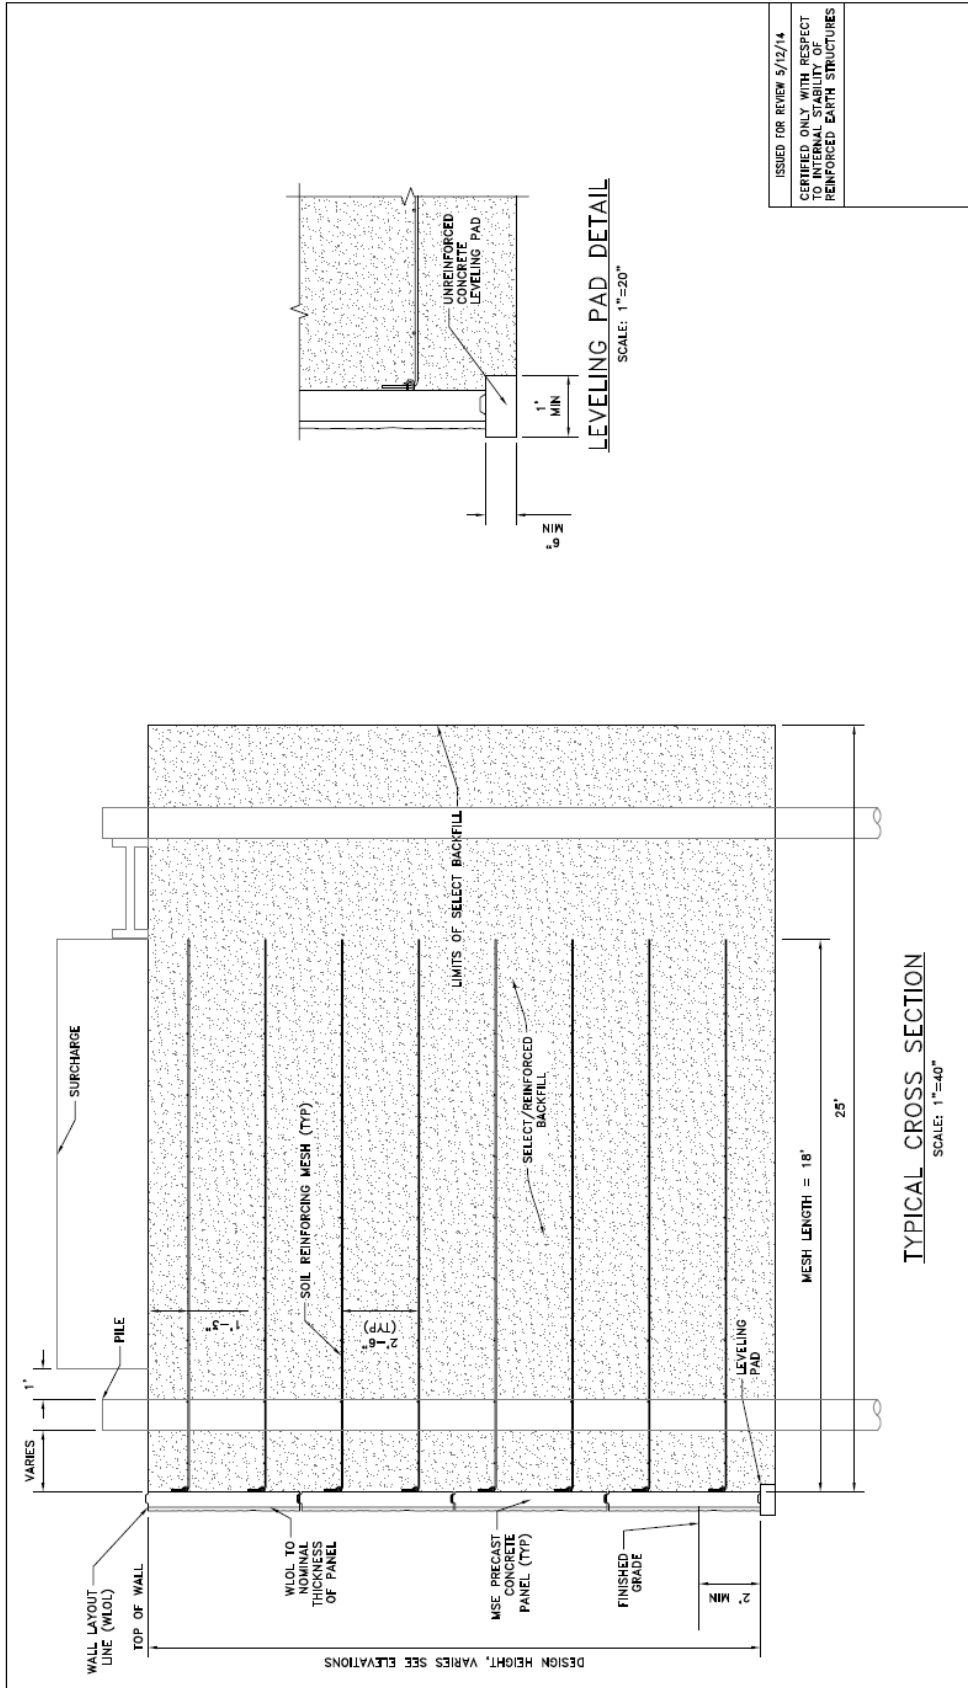 WALL LAYOUT
LINE (WLOL)
TOP OF WALL
VARIES
1'
PILE
SURCHARGE
WLOL TO
NOMINAL
THICKNESS
OF PANEL
SOIL REINFORCING MESH (TYP)
1'-3"
2'-6"
(TYP)
LIMITS OF SELECT BACKFILL
SELECT/REINFORCED
BACKFILL
MSE PRECAST
CONCRETE
PANEL (TYP)
FINISHED
GRADE
2' MIN
LEVELING
PAD
DESIGN HEIGHT, VARIES SEE ELEVATIONS
MESH LENGTH = 18'
25'
TYPICAL CROSS SECTION
SCALE: 1"=40"
UNREINFORCED
CONCRETE
LEVELING PAD
6"
MIN
1'
MIN
LEVELING PAD DETAIL
SCALE: 1"=20"
ISSUED FOR REVIEW 5/12/14
CERTIFIED ONLY WITH RESPECT
TO INTERNAL STABILITY OF
REINFORCED EARTH STRUCTURES